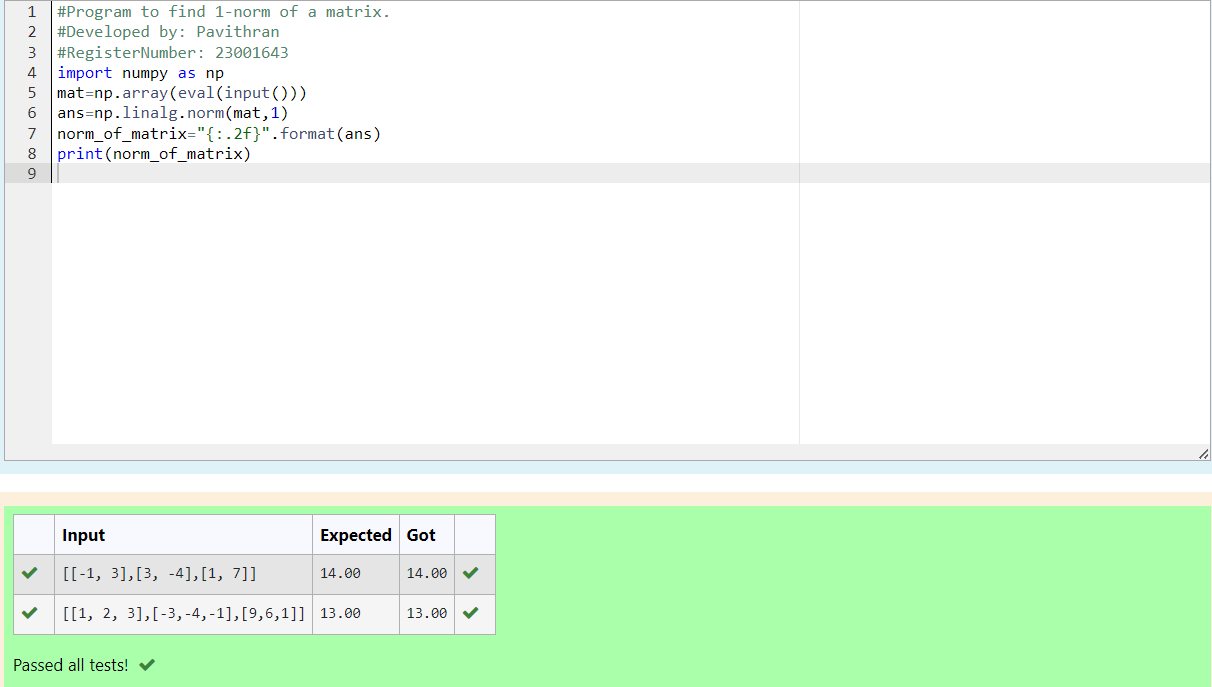 1 #Program to find 1-norm of a matrix.
2 #Developed by: Pavithran
3 #RegisterNumber: 23001643
4 import numpy as np
5 mat=np.array(eval(input()))
6 ans=np.linalg.norm(mat,1)
7 norm_of_matrix="{:.2f}".format(ans)
8 print(norm_of_matrix)
9
Input Expected Got
[[-1, 3],[3, -4],[1, 7]] 14.00 14.00
[[1, 2, 3],[-3,-4,-1],[9,6,1]] 13.00 13.00
Passed all tests!